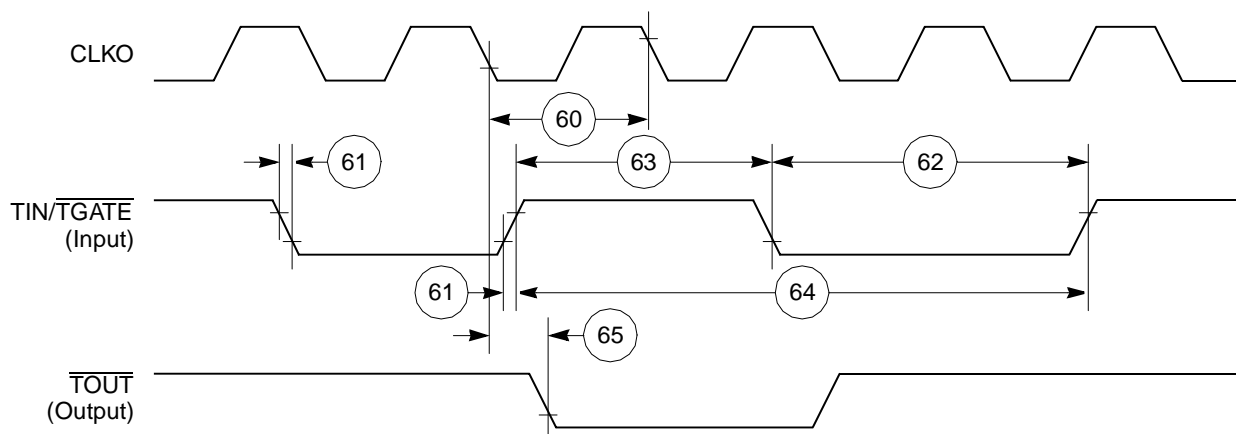 CLKO
60
61
63
62
TIN/TGATE
(Input)
61
64
65
TOUT
(Output)